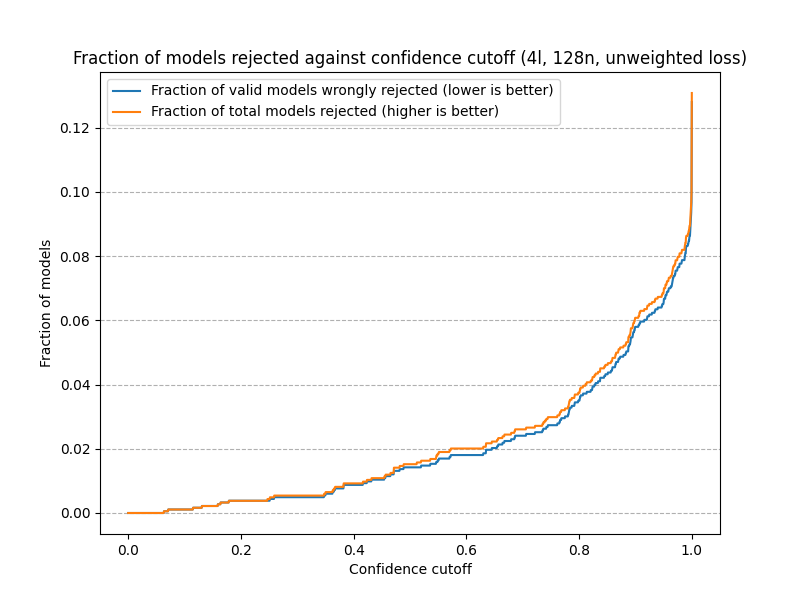 Fraction of models rejected against confidence cutoff (4l, 128n, unweighted loss)
Fraction of valid models wrongly rejected (lower is better)
Fraction of total models rejected (higher is better)
0.12
0.10
0.08
0.06
0.04
0.02
0.00
Fraction of models
0.0 0.2 0.4 0.6 0.8 1.0
Confidence cutoff